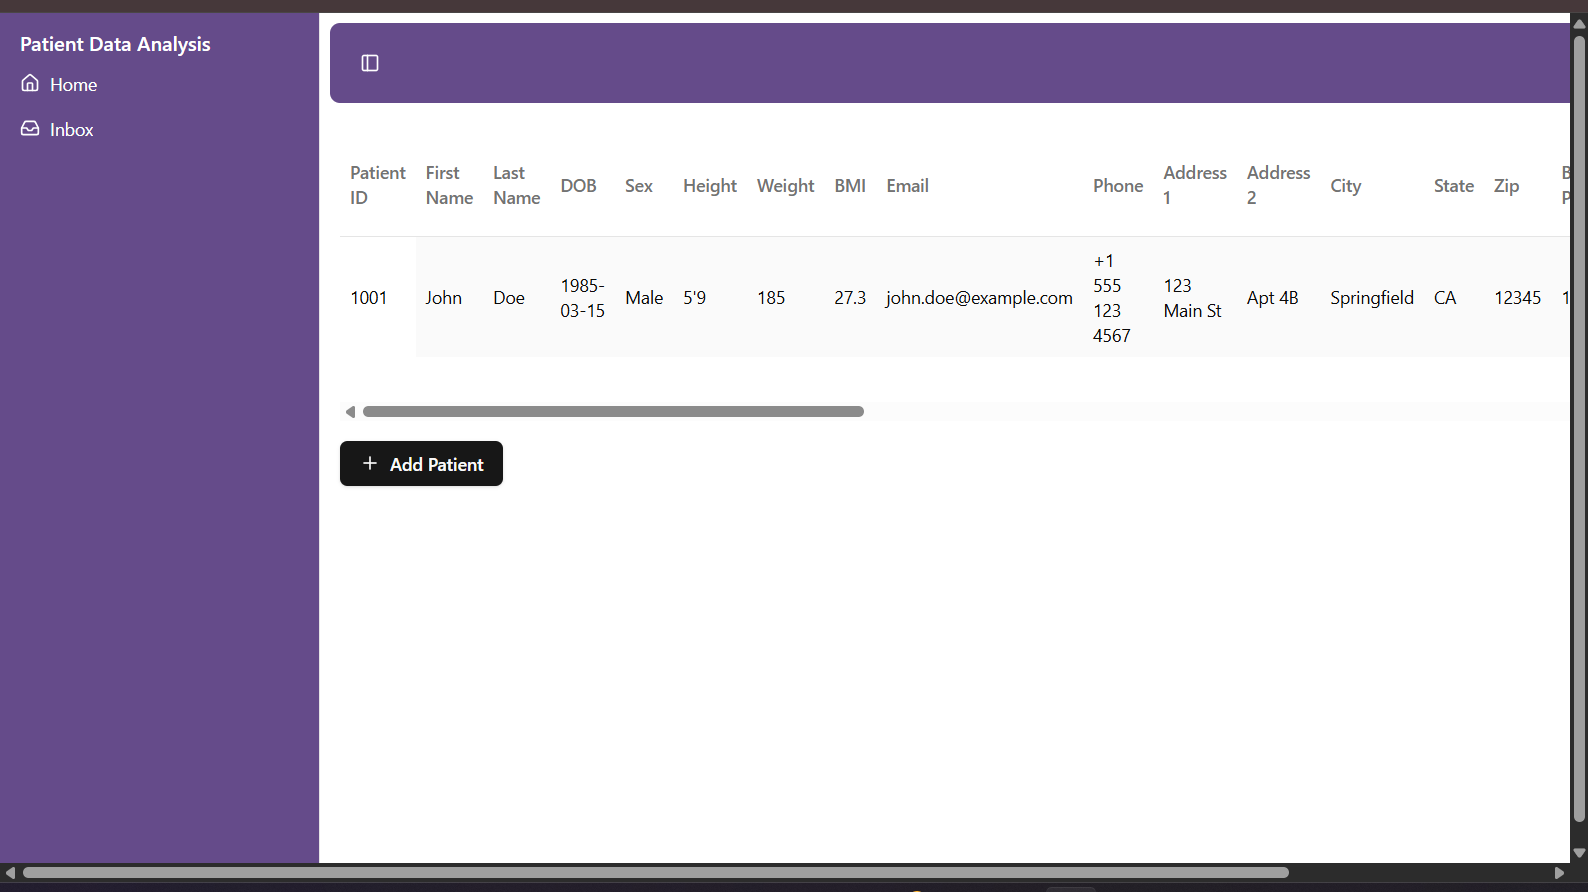 Patient Data Analysis
Home
Inbox
Patient ID
First Name
Last Name
DOB
Sex
Height
Weight
BMI
Email
Phone
Address 1
Address 2
City
State
Zip
1001
John
Doe
1985-03-15
Male
5'9
185
27.3
john.doe@example.com
+1 555 123 4567
123 Main St
Apt 4B
Springfield
CA
12345
Add Patient